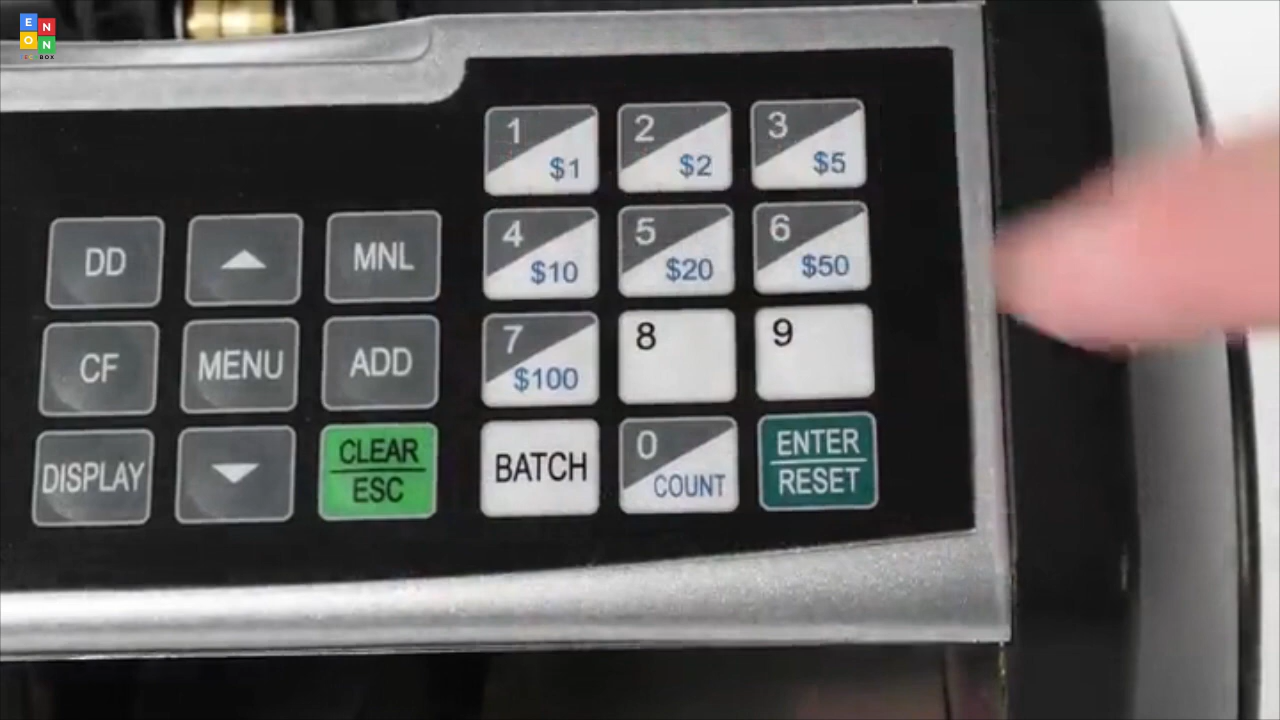 E N
O N
BOX
1 $1
2 $2
3 $5
DD
MNL
4 $10
5 $20
6 $50
CF
MENU
ADD
7 $100
8
9
DISPLAY
CLEAR
ESC
BATCH
0 COUNT
ENTER
RESET